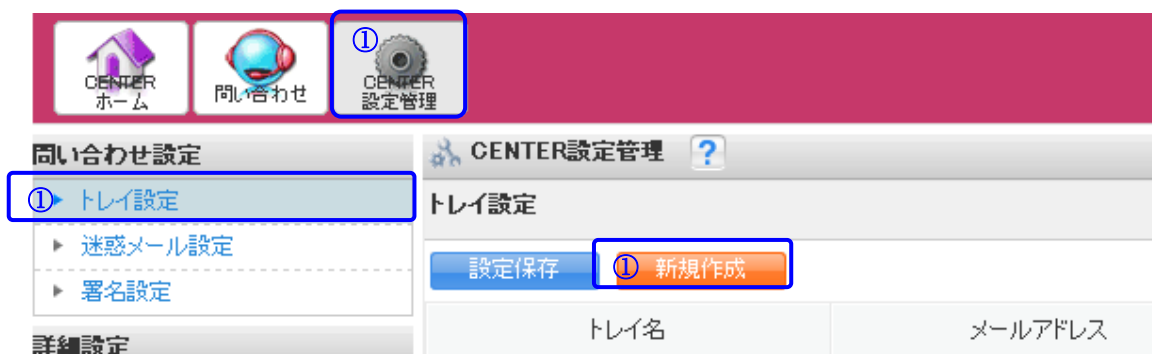 ①
CENTER
ホーム
問い合わせ
CENTER
設定管理
問い合わせ設定
① トレイ設定
迷惑メール設定
署名設定
詳細設定
CENTER設定管理 ?
トレイ設定
設定保存 ① 新規作成
トレイ名 メールアドレス